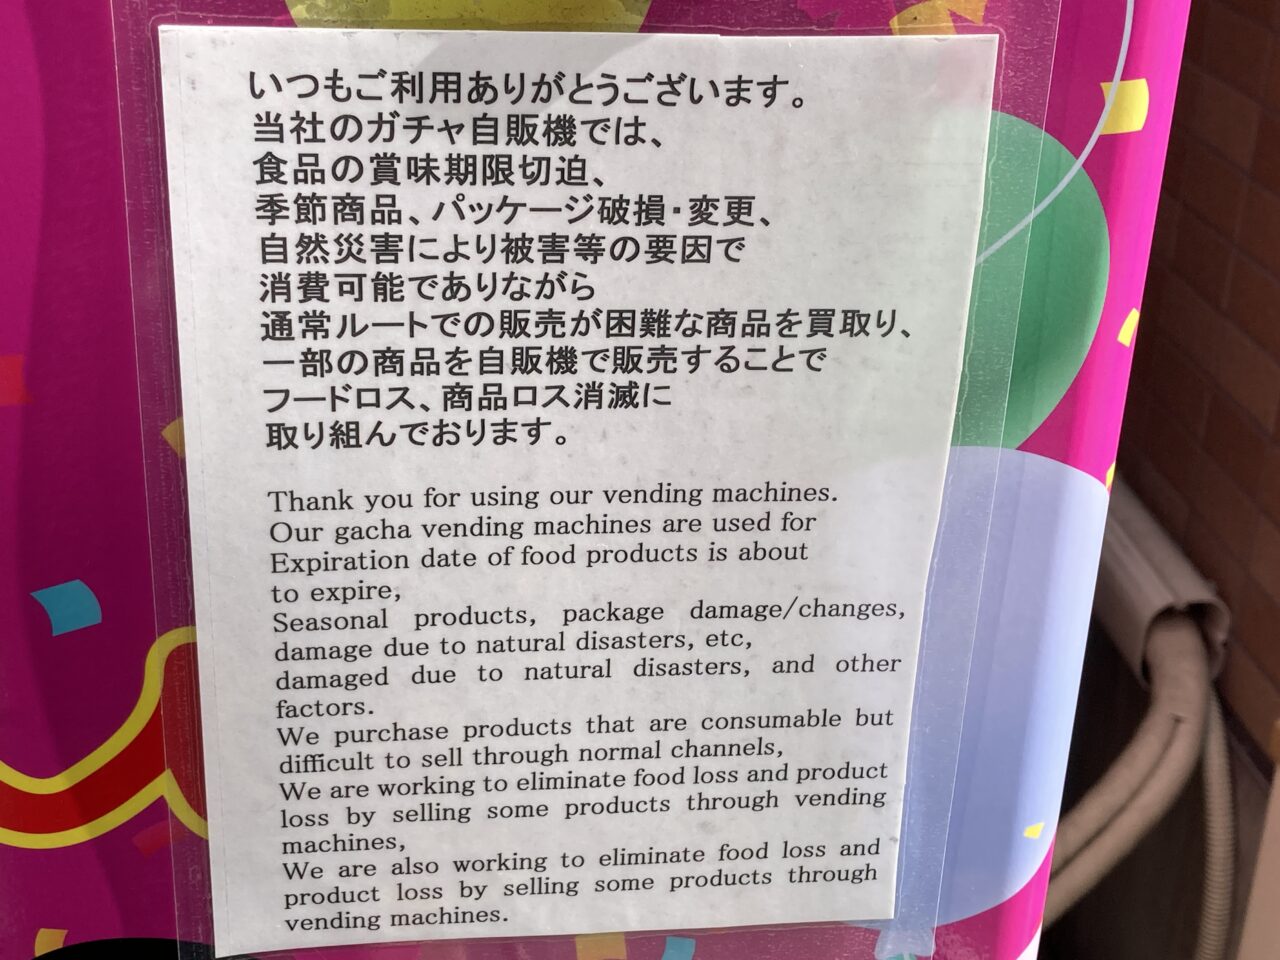 いつもご利用ありがとうございます。
当社のガチャ自販機では、
食品の賞味期限切迫、
季節商品、パッケージ破損・変更、
自然災害により被害等の要因で
消費可能でありながら
通常ルートでの販売が困難な商品を買取り、
一部の商品を自販機で販売することで
フードロス、商品ロス消滅に
取り組んでおります。
Thank you for using our vending machines.
Our gacha vending machines are used for
Expiration date of food products is about
to expire,
Seasonal products, package damage/changes,
damage due to natural disasters, etc,
damaged due to natural disasters, and other
factors.
We purchase products that are consumable but
difficult to sell through normal channels,
We are working to eliminate food loss and product
loss by selling some products through vending
machines,
We are also working to eliminate food loss and
product loss by selling some products through
vending machines.